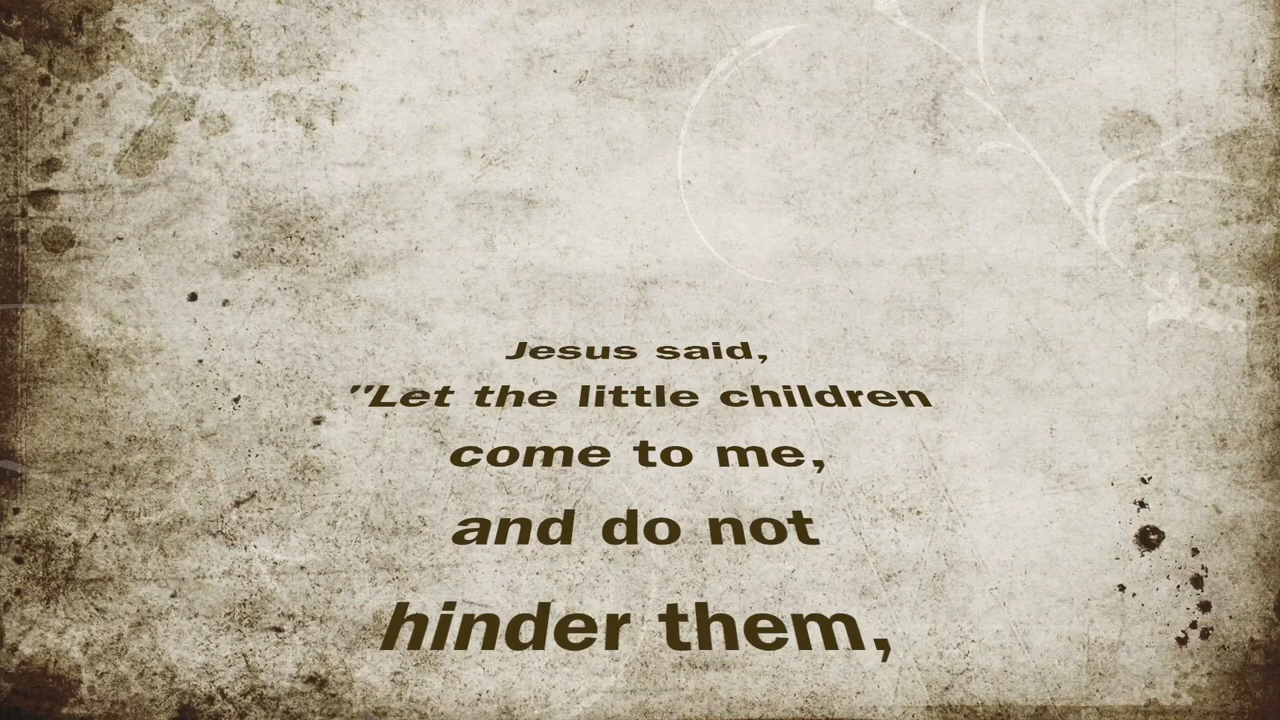 Jesus said,
"Let the little children
come to me,
and do not
hinder them,